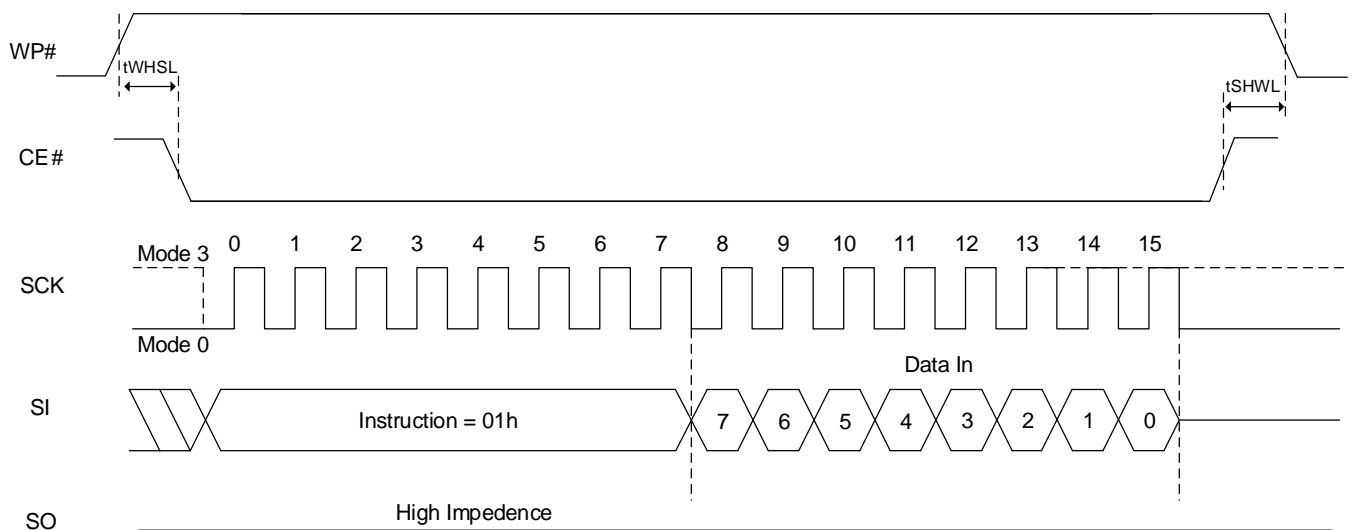 WP#
tWHSL
tSHWL
CE#
0 1 2 3 4 5 6 7 8 9 10 11 12 13 14 15
Mode 3
SCK
Mode 0
Data In
SI
Instruction = 01h
7 6 5 4 3 2 1 0
High Impedence
SO